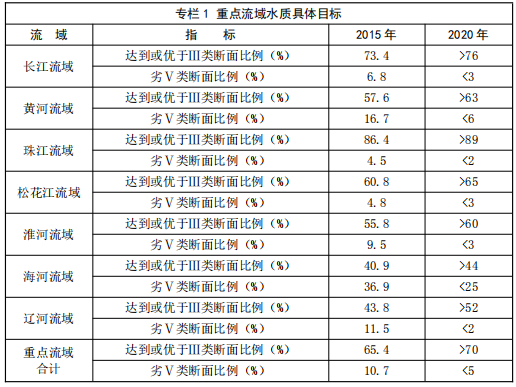 专栏 1 重点流域水质具体目标
流 域 指 标 2015 年 2020 年
长江流域 达到或优于Ⅲ类断面比例（%） 73.4 >76
劣Ⅴ类断面比例（%） 6.8 <3
黄河流域 达到或优于Ⅲ类断面比例（%） 57.6 >63
劣Ⅴ类断面比例（%） 16.7 <6
珠江流域 达到或优于Ⅲ类断面比例（%） 86.4 >89
劣Ⅴ类断面比例（%） 4.5 <2
松花江流域 达到或优于Ⅲ类断面比例（%） 60.8 >65
劣Ⅴ类断面比例（%） 4.8 <3
淮河流域 达到或优于Ⅲ类断面比例（%） 55.8 >60
劣Ⅴ类断面比例（%） 9.5 <3
海河流域 达到或优于Ⅲ类断面比例（%） 40.9 >44
劣Ⅴ类断面比例（%） 36.9 <25
辽河流域 达到或优于Ⅲ类断面比例（%） 43.8 >52
劣Ⅴ类断面比例（%） 11.5 <2
重点流域合计 达到或优于Ⅲ类断面比例（%） 65.4 >70
劣Ⅴ类断面比例（%） 10.7 <5